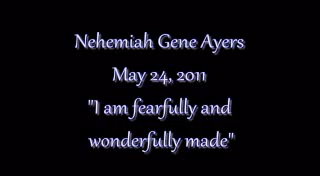 Nehemiah Gene Ayers
May 24, 2011
"I am fearfully and
wonderfully made"